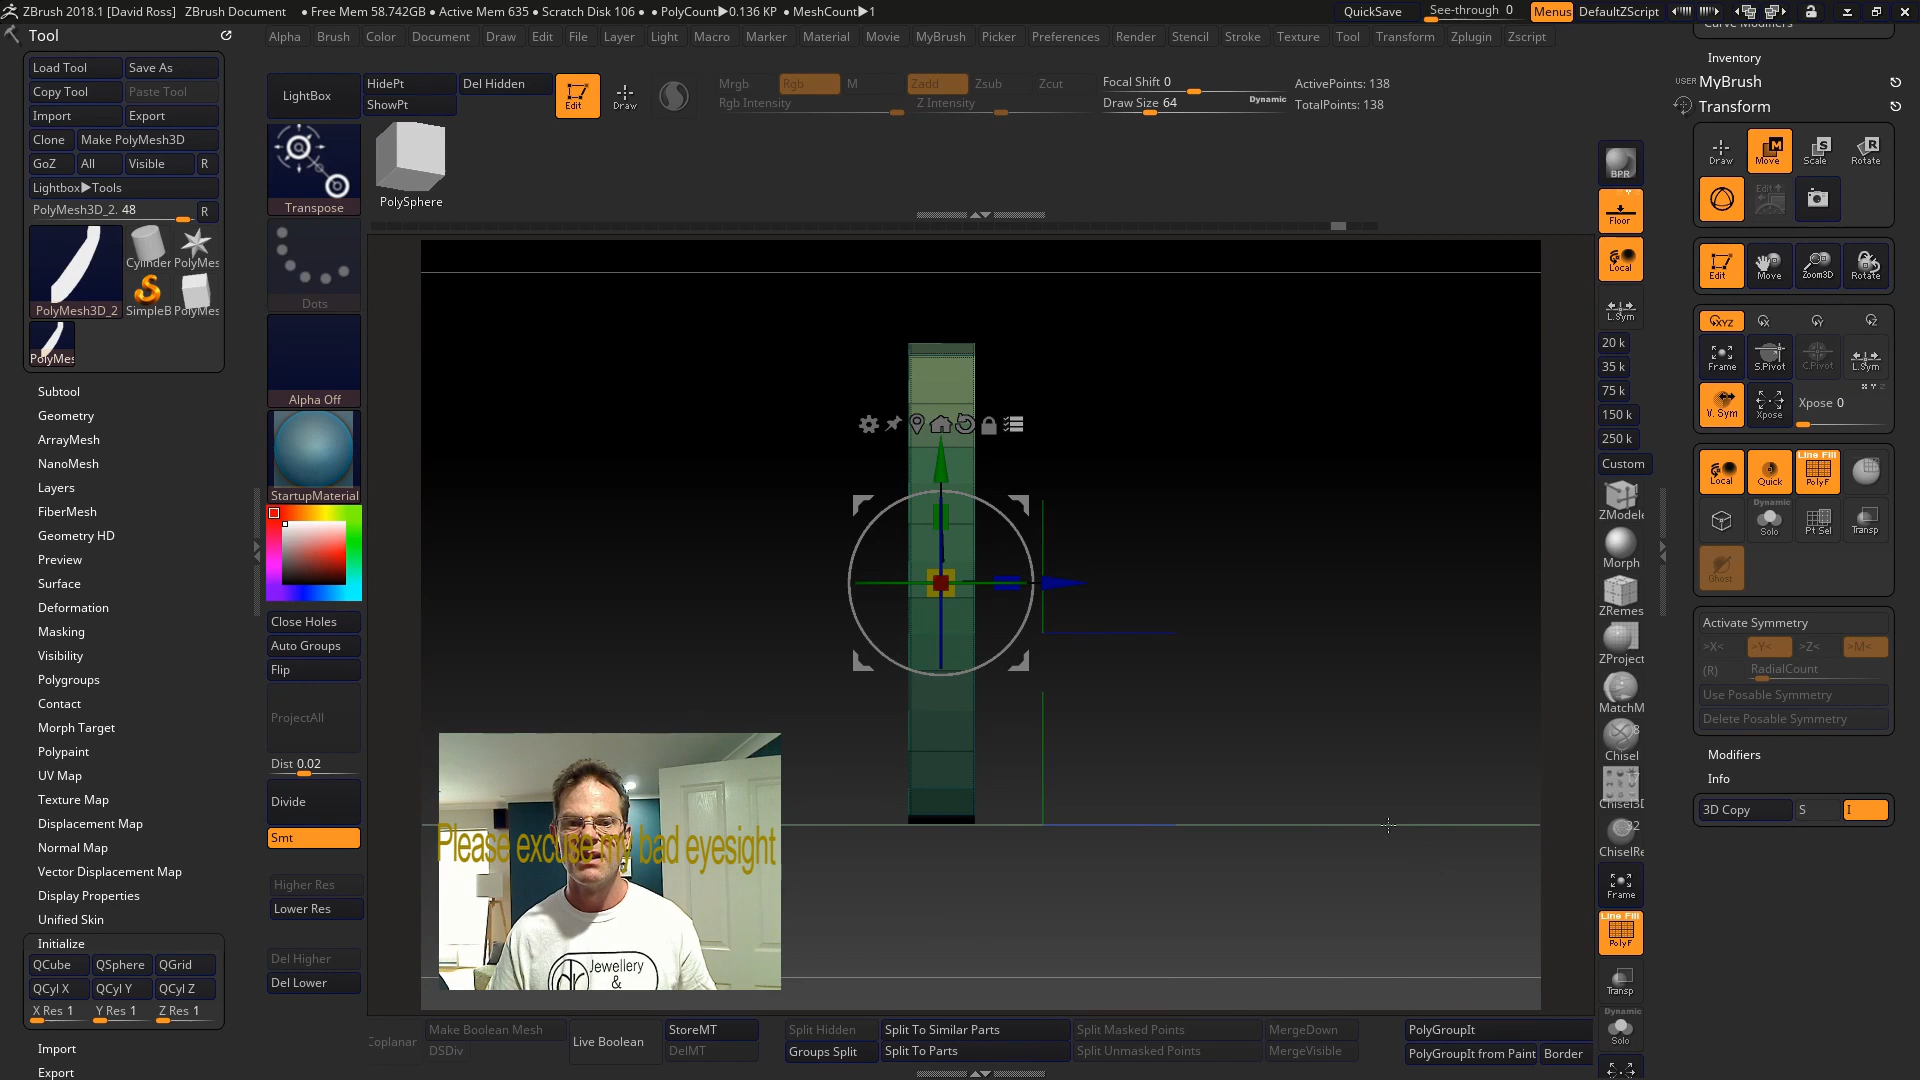 ZBrush 2018.1 [David Ross] ZBrush Document • Free Mem 58.742GB • Active Mem 635 • Scratch Disk 106 • PolyCount▶0.136 KP • MeshCount▶1
QuickSave See-through 0 Menus DefaultZScript
Tool
Alpha Brush Color Document Draw Edit File Layer Light Macro Marker Material Movie MyBrush Picker Preferences Render Stencil Stroke Texture Tool Transform Zplugin Zscript
Load Tool Save As
Copy Tool Paste Tool
Import Export
Clone Make PolyMesh3D
GoZ All Visible R
Lightbox▶Tools
PolyMesh3D_2. 48 R
Cylinder PolyMes
PolyMesh3D_2 SimpleB PolyMes
PolyMes
Subtool
Geometry
ArrayMesh
NanoMesh
Layers
FiberMesh
Geometry HD
Preview
Surface
Deformation
Masking
Visibility
Polygroups
Contact
Morph Target
Polypaint
UV Map
Texture Map
Displacement Map
Normal Map
Vector Displacement Map
Display Properties
Unified Skin
Initialize
QCube QSphere QGrid
QCyl X QCyl Y QCyl Z
X Res 1 Y Res 1 Z Res 1
Import
Export
LightBox
HidePt Del Hidden
ShowPt
Edit Draw
Mrgb Rgb M Zadd Zsub Zcut
Rgb Intensity Z Intensity
Focal Shift 0
Draw Size 64 Dynamic
ActivePoints: 138
TotalPoints: 138
Transpose
PolySphere
Dots
Alpha Off
StartupMaterial
Close Holes
Auto Groups
Flip
ProjectAll
Dist 0.02
Divide
Smt
Higher Res
Lower Res
Del Higher
Del Lower
Please excuse my bad eyesight
Jewellery
&
Coplanar
Make Boolean Mesh
DSDiv
Live Boolean
StoreMT
DelMT
Split Hidden
Groups Split
Split To Similar Parts
Split To Parts
Split Masked Points
Split Unmasked Points
MergeDown
MergeVisible
PolyGroupIt
PolyGroupIt from Paint Border
BPR
Floor
Local
L.Sym
20 k
35 k
75 k
150 k
250 k
Custom
ZModele
Morph
ZRemes
ZProject
MatchM
8
Chisel
Chisel3D
32
ChiselRe
Frame
Line Fill
PolyF
Transp
Dynamic
Solo
Curve Modifiers
Inventory
USER MyBrush
Transform
Draw Move Scale Rotate
Edit
Edit Move Zoom3D Rotate
XYZ X Y Z
Frame S.Pivot C.Pivot L.Sym
X Y Z
V. Sym Xpose Xpose 0
Line Fill
Local Quick PolyF
Dynamic
Solo Pt Sel Transp
Ghost
Activate Symmetry
>X< >Y< >Z< >M<
(R) RadialCount
Use Posable Symmetry
Delete Posable Symmetry
Modifiers
Info
3D Copy S I